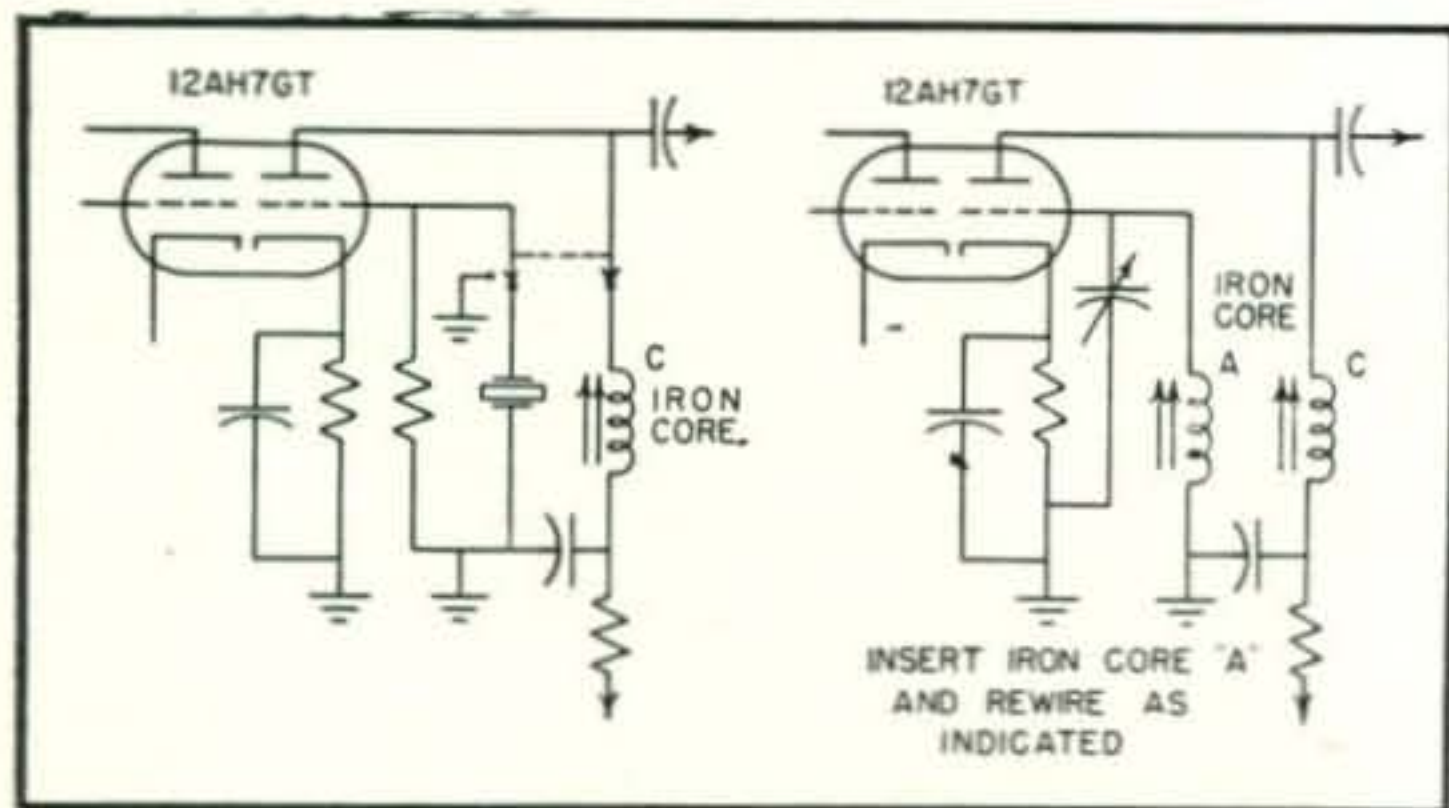 12AH7GT
C
IRON
CORE.
12AH7GT
IRON
CORE
A
C
INSERT IRON CORE "A"
AND REWIRE AS
INDICATED